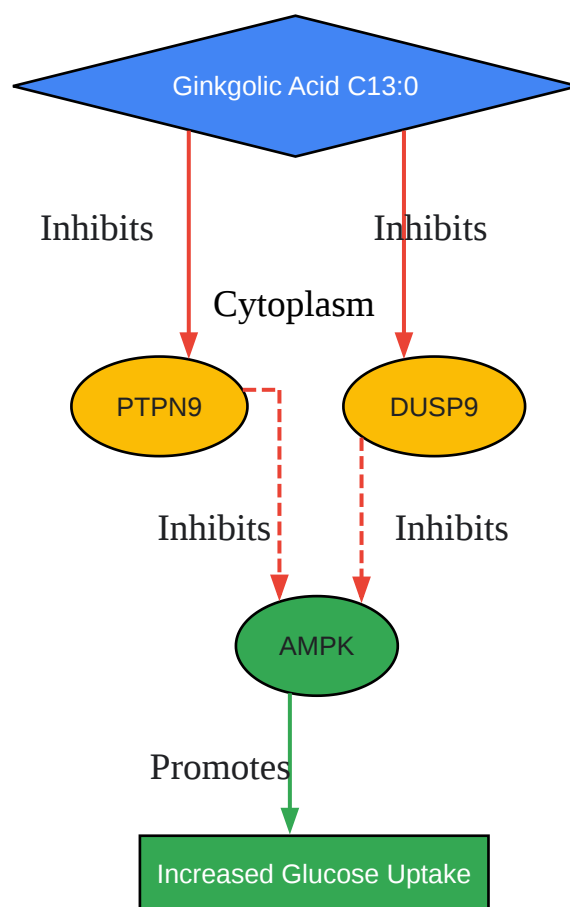 Ginkgolic Acid C13:0
Inhibits
Inhibits
Cytoplasm
PTPN9
DUSP9
Inhibits
Inhibits
AMPK
Promotes
Increased Glucose Uptake